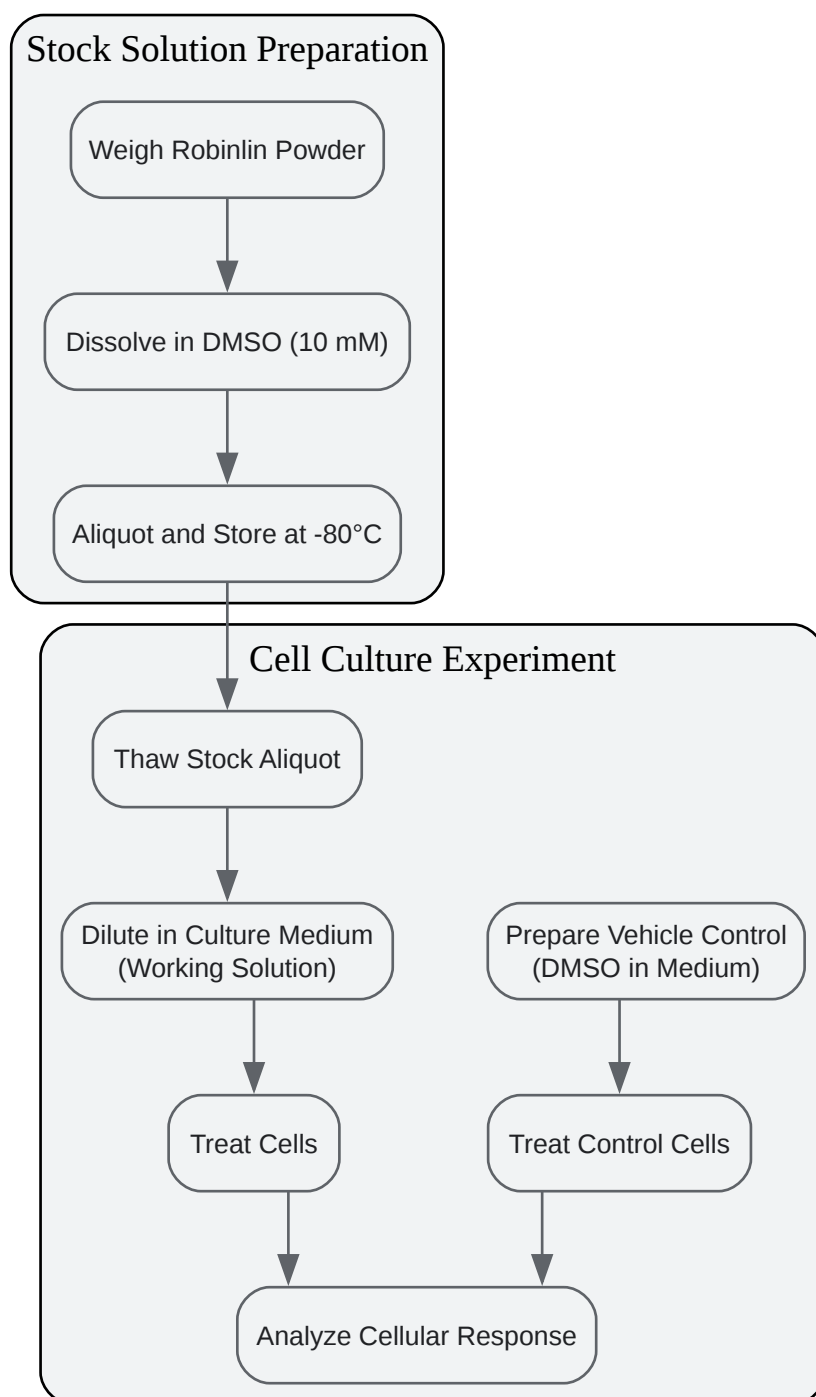 Stock Solution Preparation
Weigh Robinlin Powder
Dissolve in DMSO (10 mM)
Aliquot and Store at -80°C
Cell Culture Experiment
Thaw Stock Aliquot
Dilute in Culture Medium
(Working Solution)
Prepare Vehicle Control
(DMSO in Medium)
Treat Cells
Treat Control Cells
Analyze Cellular Response